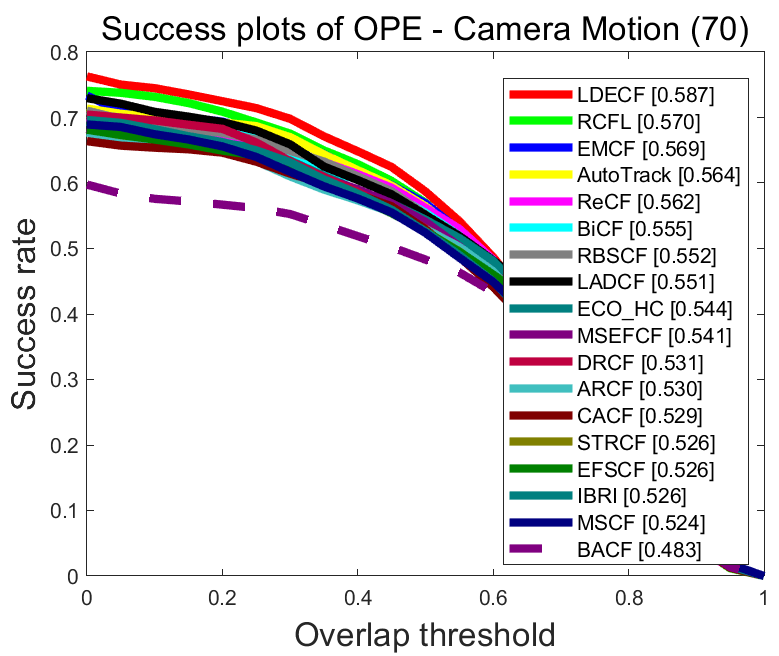 Success plots of OPE - Camera Motion (70)
0.8
0.7
0.6
0.5
0.4
0.3
0.2
0.1
0
Success rate
LDECF [0.587]
RCFL [0.570]
EMCF [0.569]
AutoTrack [0.564]
ReCF [0.562]
BiCF [0.555]
RBSCF [0.552]
LADCF [0.551]
ECO_HC [0.544]
MSEFCF [0.541]
DRCF [0.531]
ARCF [0.530]
CACF [0.529]
STRCF [0.526]
EFSCF [0.526]
IBRI [0.526]
MSCF [0.524]
BACF [0.483]
0 0.2 0.4 0.6 0.8 1
Overlap threshold